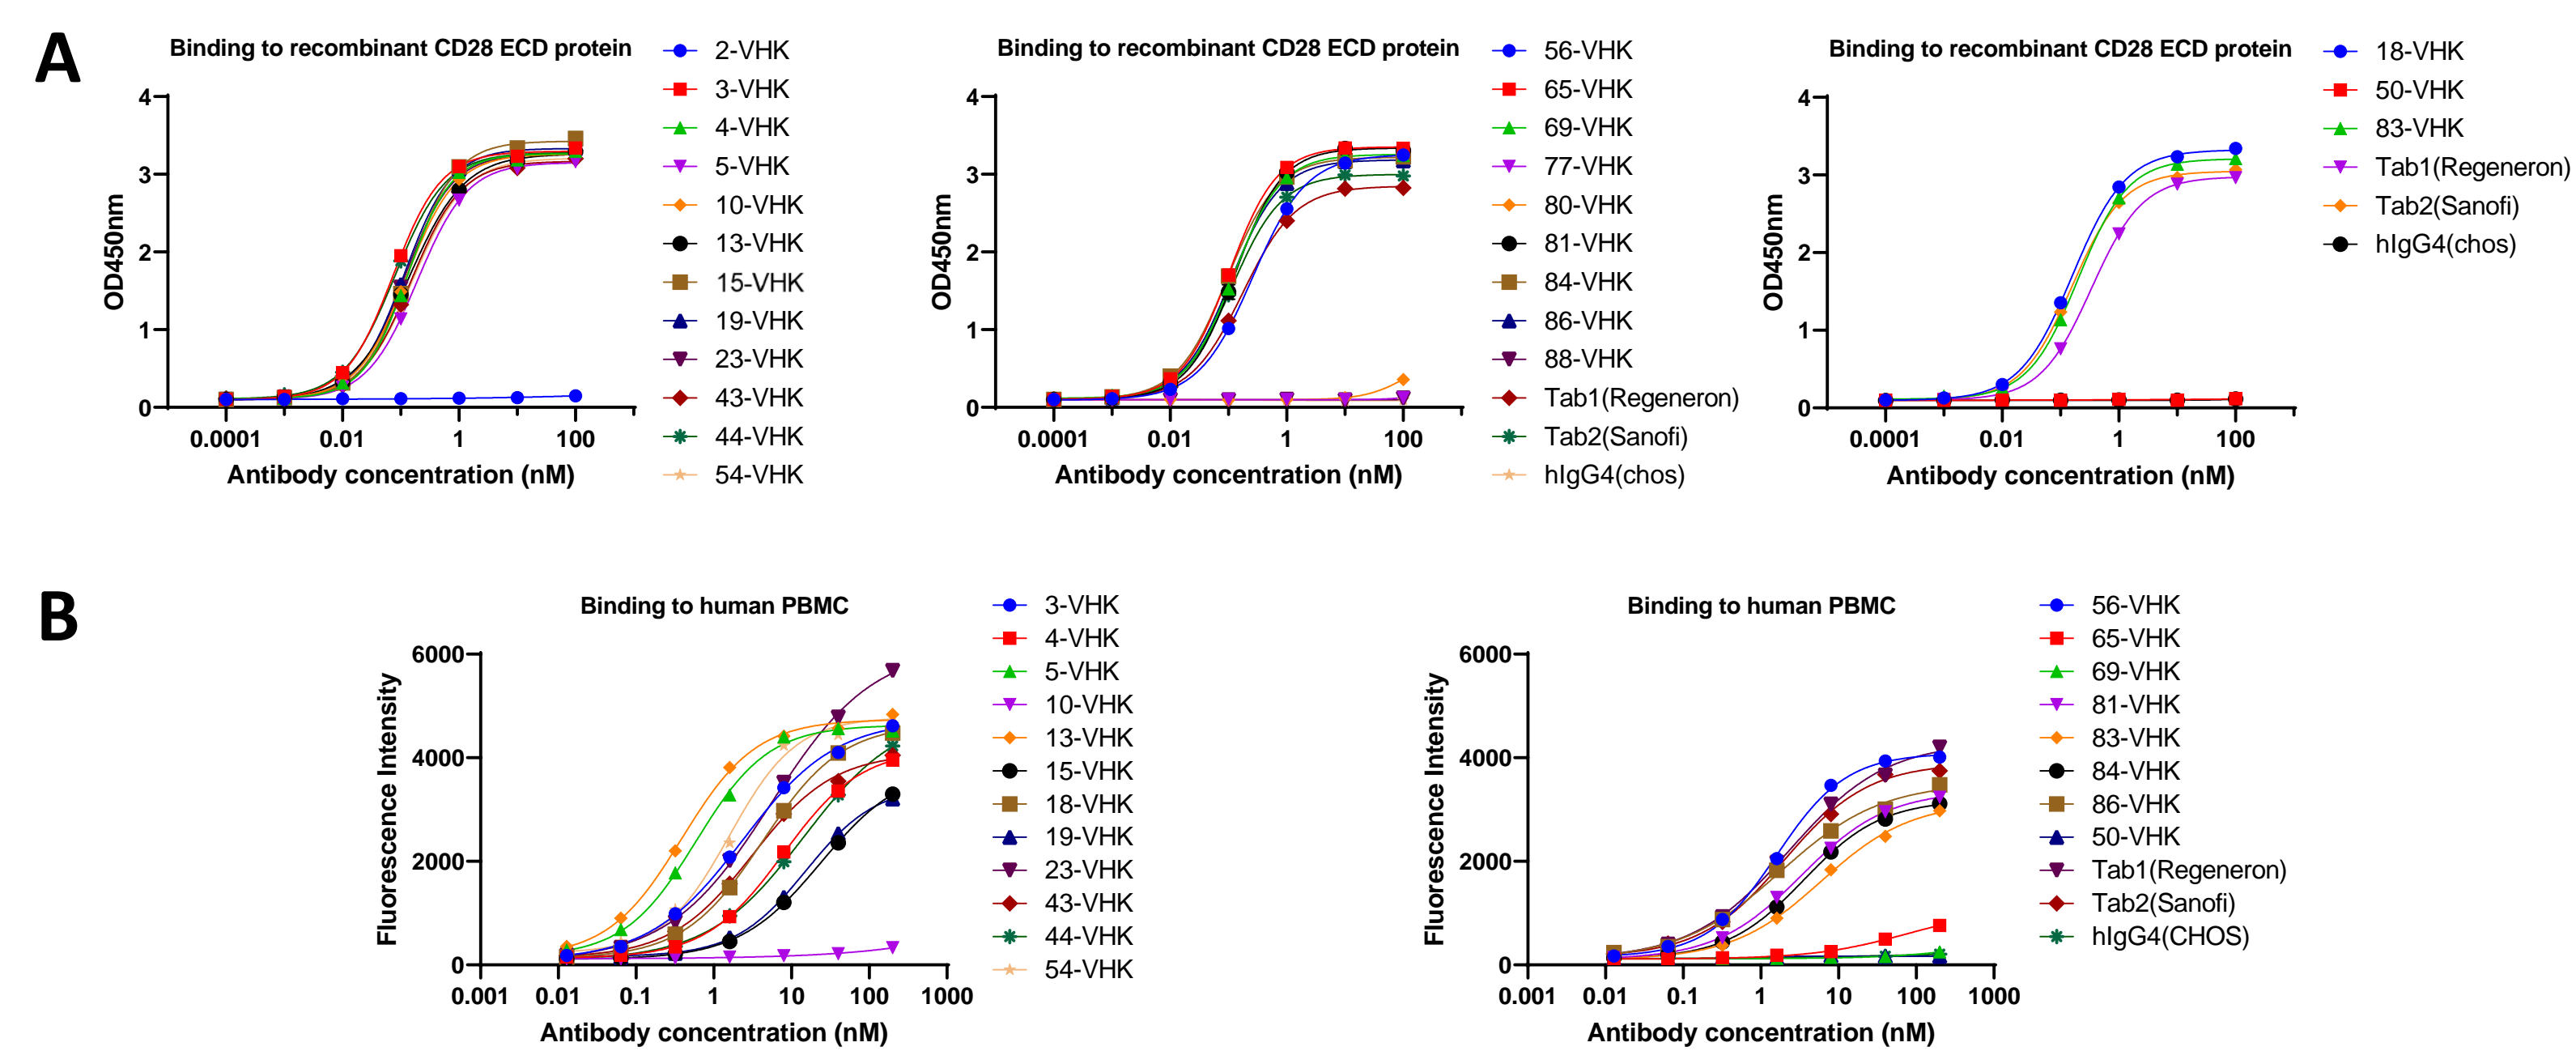 A
Binding to recombinant CD28 ECD protein
4
3
2
1
0
OD450nm
0.0001
0.01
1
100
Antibody concentration (nM)
2-VHK
3-VHK
4-VHK
5-VHK
10-VHK
13-VHK
15-VHK
19-VHK
23-VHK
43-VHK
44-VHK
54-VHK
Binding to recombinant CD28 ECD protein
4
3
2
1
0
OD450nm
0.0001
0.01
1
100
Antibody concentration (nM)
56-VHK
65-VHK
69-VHK
77-VHK
80-VHK
81-VHK
84-VHK
86-VHK
88-VHK
Tab1(Regeneron)
Tab2(Sanofi)
hIgG4(chos)
Binding to recombinant CD28 ECD protein
4
3
2
1
0
OD450nm
0.0001
0.01
1
100
Antibody concentration (nM)
18-VHK
50-VHK
83-VHK
Tab1(Regeneron)
Tab2(Sanofi)
hIgG4(chos)
B
Binding to human PBMC
6000
4000
2000
0
Fluorescence Intensity
0.001
0.01
0.1
1
10
100
1000
Antibody concentration (nM)
3-VHK
4-VHK
5-VHK
10-VHK
13-VHK
15-VHK
18-VHK
19-VHK
23-VHK
43-VHK
44-VHK
54-VHK
Binding to human PBMC
6000
4000
2000
0
Fluorescence Intensity
0.001
0.01
0.1
1
10
100
1000
Antibody concentration (nM)
56-VHK
65-VHK
69-VHK
81-VHK
83-VHK
84-VHK
86-VHK
50-VHK
Tab1(Regeneron)
Tab2(Sanofi)
hIgG4(CHOS)